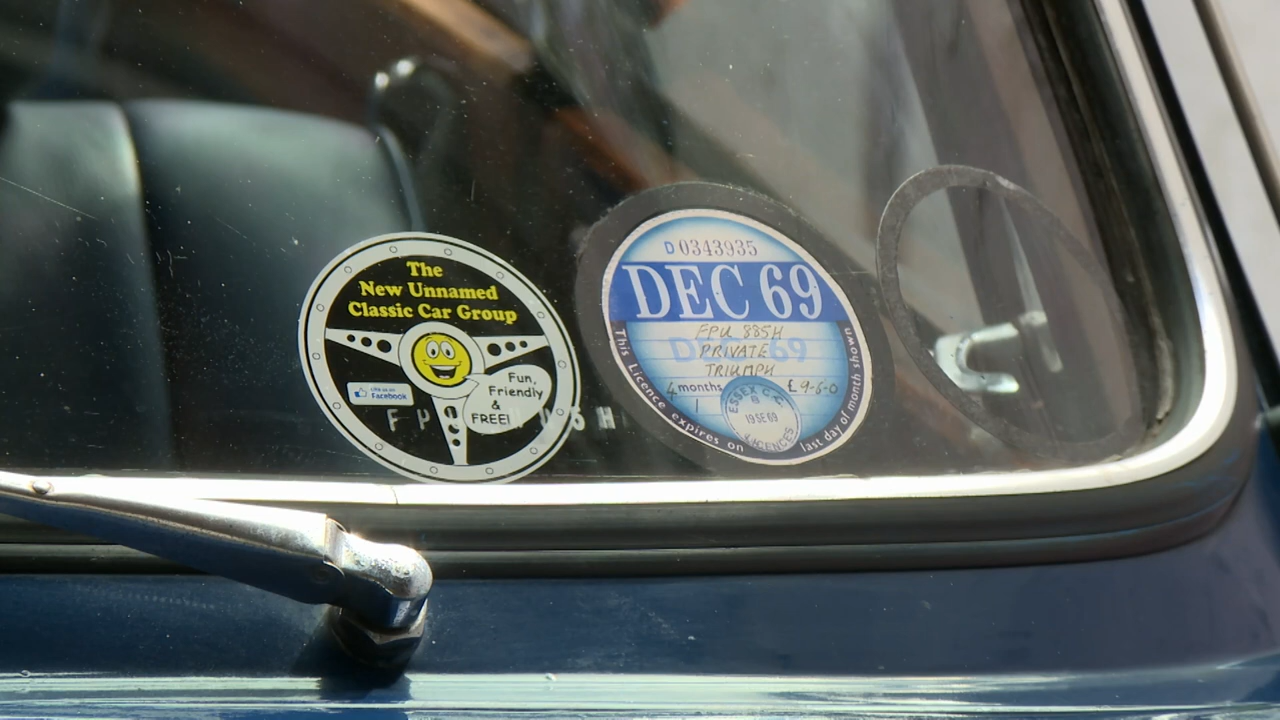 The
New Unnamed
Classic Car Group
Like us on
Facebook
Fun,
Friendly
&
FREE!
D 0343935
DEC 69
FPU 885H
PRIVATE
TRIUMPH
4 months £9-6-0
ESSEX C.C.
19 SE 69
LICENCES
This Licence expires on last day of month shown